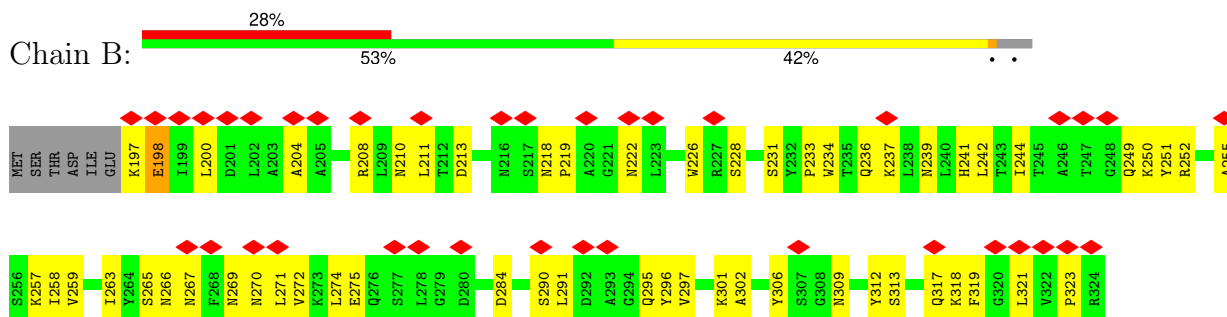 28%
Chain B:
53% 42% • •
MET SER THR ASP ILE GLU K197 E198 I199 L200 D201 L202 A203 A204 A205 R208 L209 N210 L211 T212 D213 N216 S217 N218 P219 A220 G221 N222 L223 W226 R227 S228 S231 Y232 P233 W234 T235 Q236 K237 L238 N239 L240 H241 L242 T243 I244 T245 A246 T247 G248 Q249 K250 Y251 R252 A255
S256 K257 I258 V259 I263 Y264 S265 N266 N267 F268 N269 N270 L271 V272 K273 L274 E275 Q276 S277 L278 G279 D280 D284 S290 L291 D292 A293 G294 Q295 Y296 V297 K301 A302 Y306 S307 G308 N309 Y312 S313 Q317 K318 F319 G320 L321 V322 P323 R324